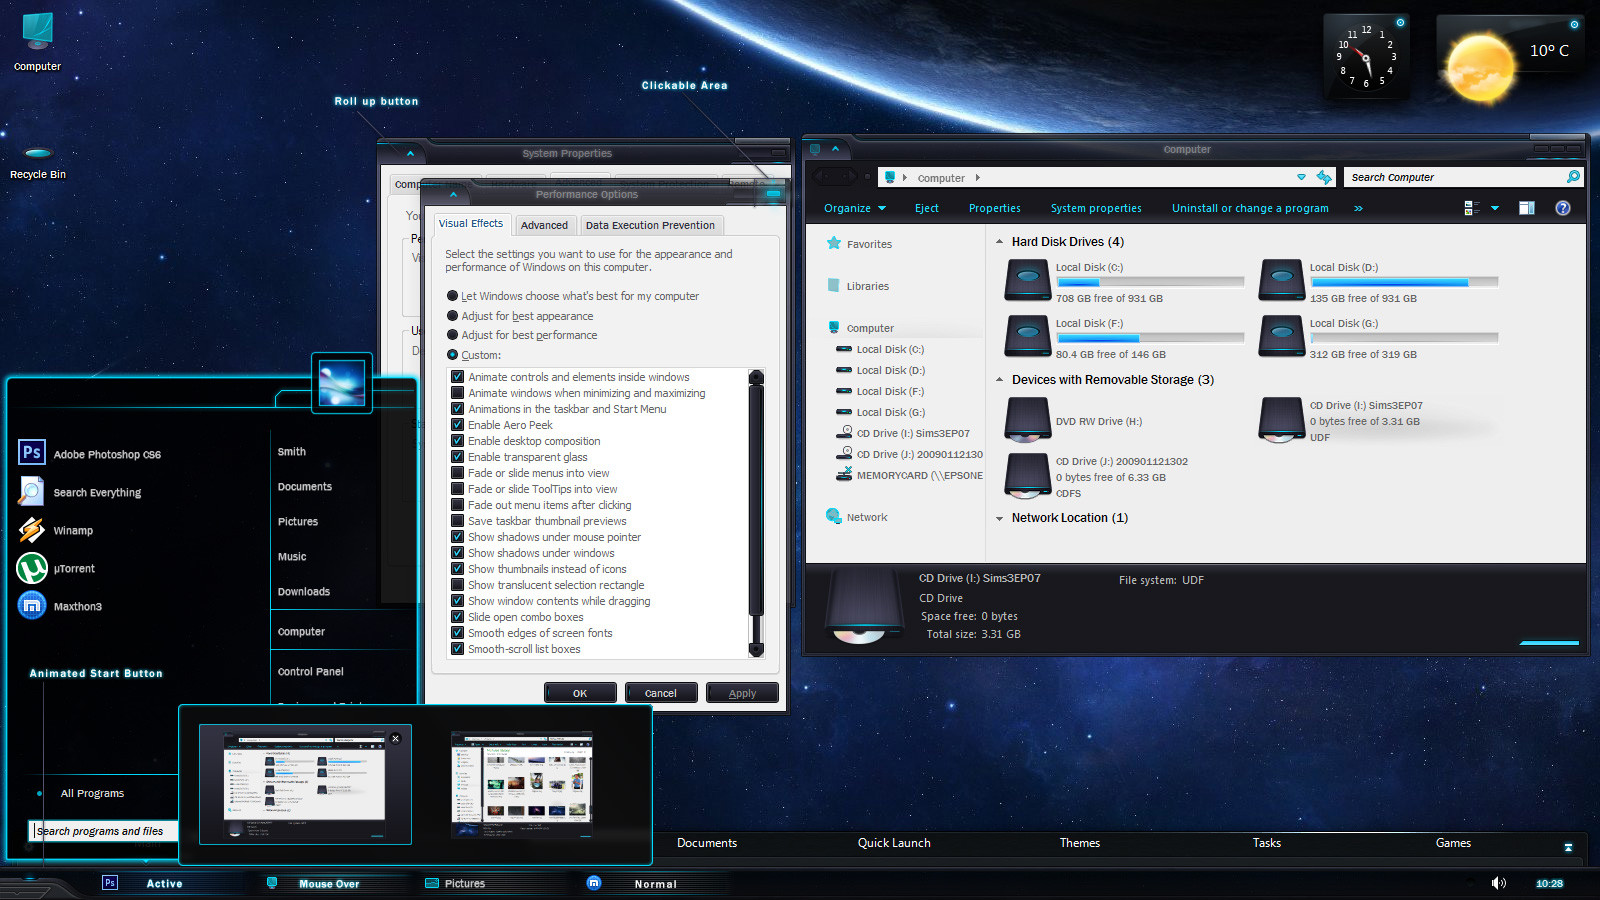 Computer
Recycle Bin
Roll up button
Clickable Area
12
1
2
3
4
5
6
7
8
9
10
11
10° C
System Properties
Performance Options
Visual Effects
Advanced
Data Execution Prevention
Select the settings you want to use for the appearance and
performance of Windows on this computer.
Let Windows choose what's best for my computer
Adjust for best appearance
Adjust for best performance
Custom:
Animate controls and elements inside windows
Animate windows when minimizing and maximizing
Animations in the taskbar and Start Menu
Enable Aero Peek
Enable desktop composition
Enable transparent glass
Fade or slide menus into view
Fade or slide ToolTips into view
Fade out menu items after clicking
Save taskbar thumbnail previews
Show shadows under mouse pointer
Show shadows under windows
Show thumbnails instead of icons
Show translucent selection rectangle
Show window contents while dragging
Slide open combo boxes
Smooth edges of screen fonts
Smooth-scroll list boxes
OK
Cancel
Apply
Computer
Computer
Search Computer
Organize
Eject
Properties
System properties
Uninstall or change a program
»
Favorites
Libraries
Computer
Local Disk (C:)
Local Disk (D:)
Local Disk (F:)
Local Disk (G:)
CD Drive (I:) Sims3EP07
CD Drive (J:) 20090112130
MEMORYCARD (\\EPSONE
Network
Hard Disk Drives (4)
Local Disk (C:)
708 GB free of 931 GB
Local Disk (D:)
135 GB free of 931 GB
Local Disk (F:)
80.4 GB free of 146 GB
Local Disk (G:)
312 GB free of 319 GB
Devices with Removable Storage (3)
DVD RW Drive (H:)
CD Drive (I:) Sims3EP07
0 bytes free of 3.31 GB
UDF
CD Drive (J:) 200901121302
0 bytes free of 6.33 GB
CDFS
Network Location (1)
CD Drive (I:) Sims3EP07
CD Drive
Space free: 0 bytes
Total size: 3.31 GB
File system: UDF
Ps Adobe Photoshop CS6
Search Everything
Winamp
µTorrent
Maxthon3
Smith
Documents
Pictures
Music
Downloads
Computer
Control Panel
Animated Start Button
All Programs
Search programs and files
Documents
Quick Launch
Themes
Tasks
Games
Ps Active
Mouse Over
Pictures
Normal
10:28